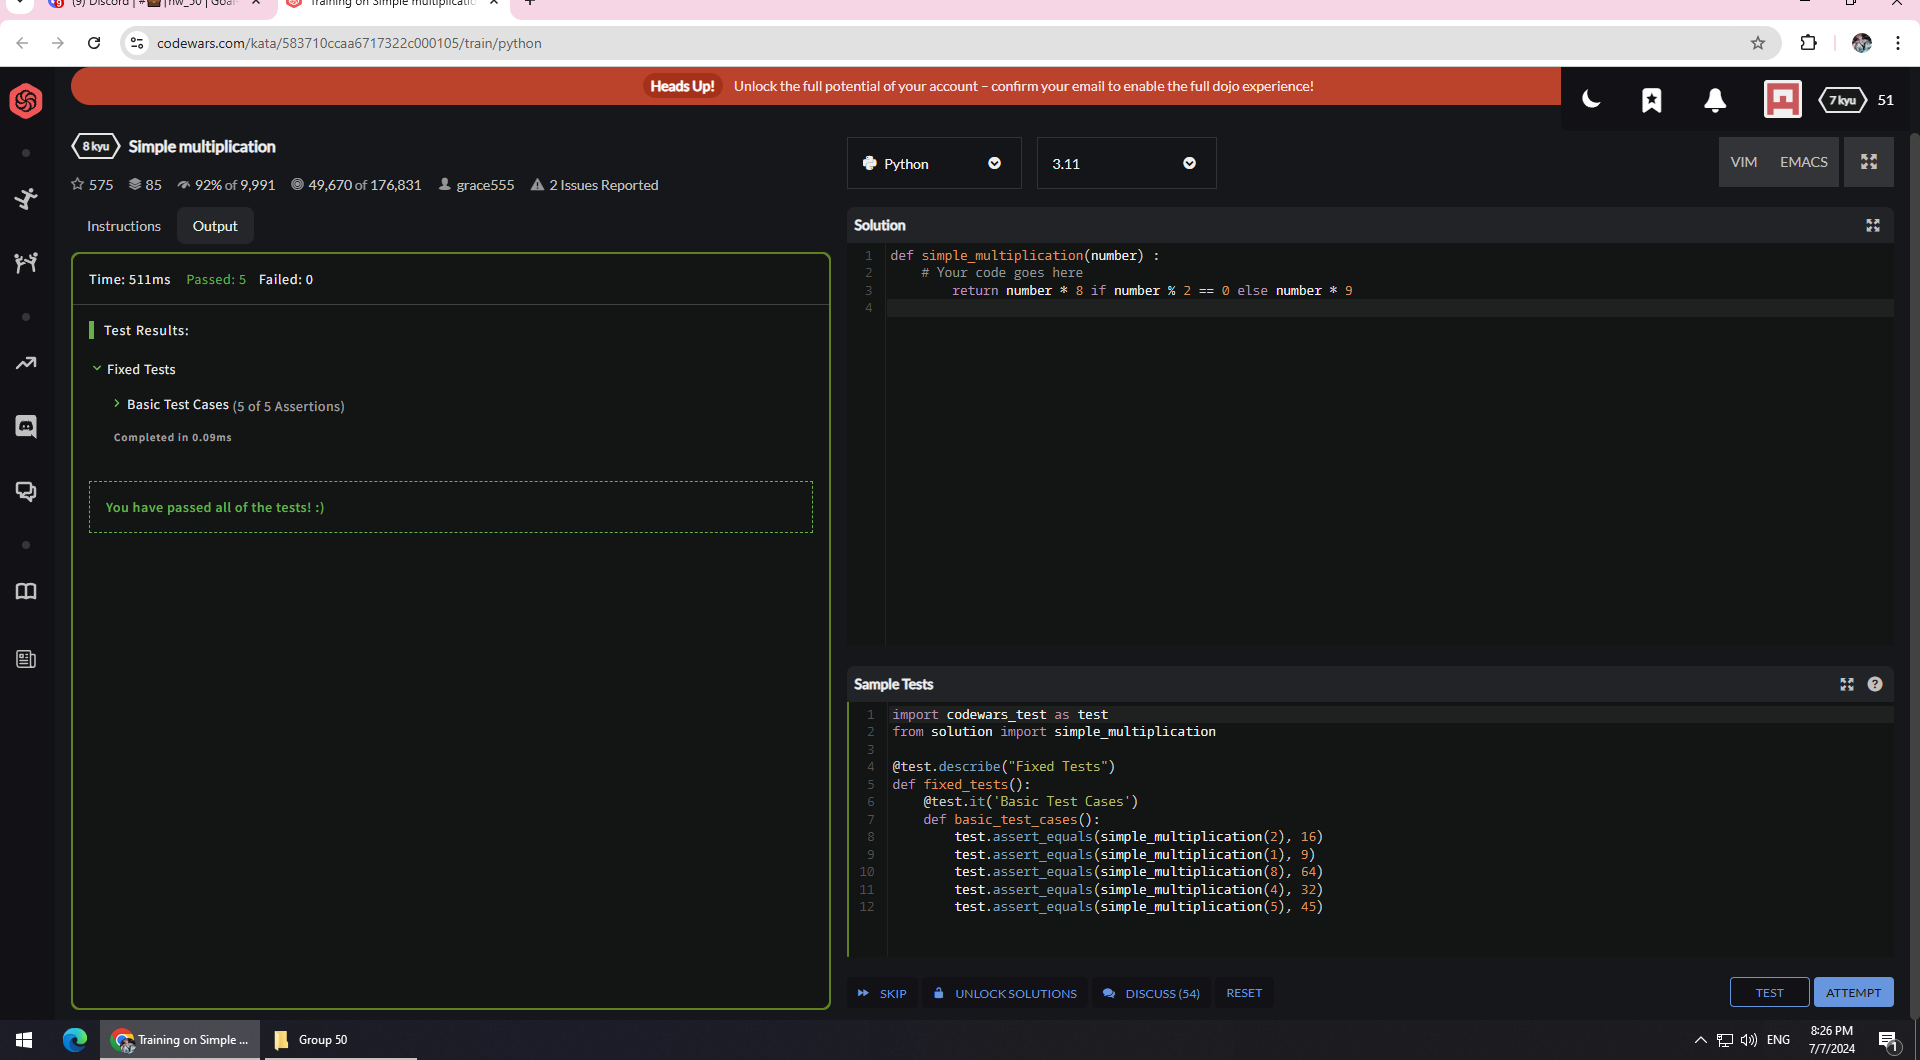 (9) Discord | # | hw_50 | Goal
Training on Simple multiplicatio
codewars.com/kata/583710ccaa6717322c000105/train/python
Heads Up! Unlock the full potential of your account – confirm your email to enable the full dojo experience!
7 kyu 51
8 kyu Simple multiplication
575 85 92% of 9,991 49,670 of 176,831 grace555 2 Issues Reported
Python 3.11 VIM EMACS
Instructions Output
Time: 511ms Passed: 5 Failed: 0
Test Results:
Fixed Tests
Basic Test Cases (5 of 5 Assertions)
Completed in 0.09ms
You have passed all of the tests! :)
Solution
1 def simple_multiplication(number) :
2     # Your code goes here
3         return number * 8 if number % 2 == 0 else number * 9
4
Sample Tests
1 import codewars_test as test
2 from solution import simple_multiplication
3
4 @test.describe("Fixed Tests")
5 def fixed_tests():
6     @test.it('Basic Test Cases')
7     def basic_test_cases():
8         test.assert_equals(simple_multiplication(2), 16)
9         test.assert_equals(simple_multiplication(1), 9)
10         test.assert_equals(simple_multiplication(8), 64)
11         test.assert_equals(simple_multiplication(4), 32)
12         test.assert_equals(simple_multiplication(5), 45)
SKIP UNLOCK SOLUTIONS DISCUSS (54) RESET TEST ATTEMPT
Training on Simple ... Group 50 ENG 8:26 PM
7/7/2024 1